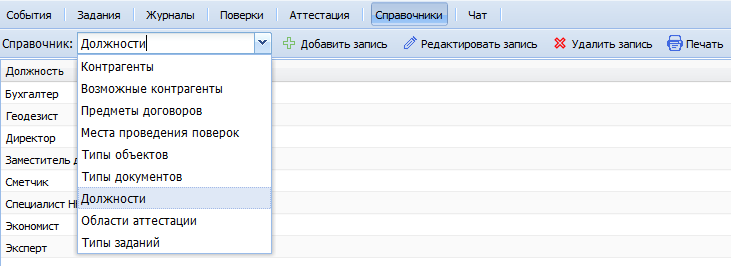 События Задания Журналы Поверки Аттестация Справочники Чат
Справочник: Должности Добавить запись Редактировать запись Удалить запись Печать
Должность
Контрагенты
Возможные контрагенты
Предметы договоров
Места проведения поверок
Типы объектов
Типы документов
Должности
Области аттестации
Типы заданий
Бухгалтер
Геодезист
Директор
Заместитель
Сметчик
Специалист
Экономист
Эксперт